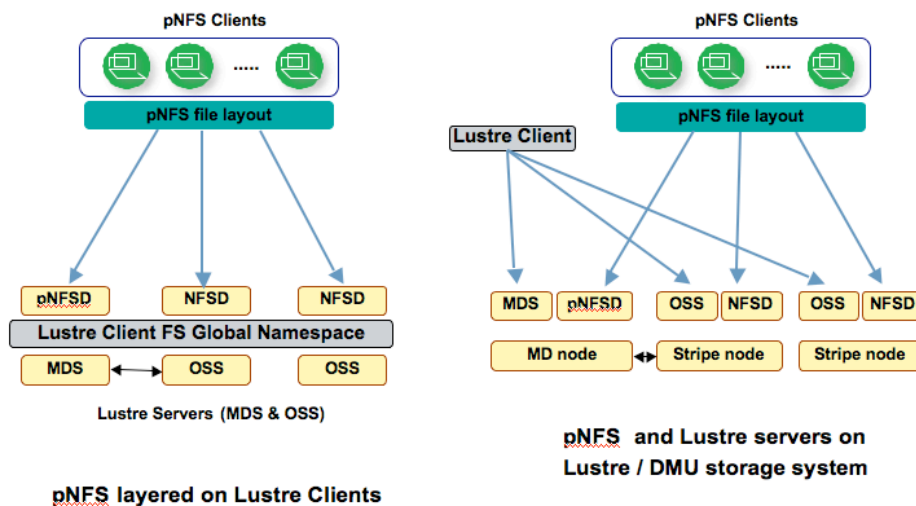 pNFS Clients
.....
pNFS file layout
pNFSD
NFSD
NFSD
Lustre Client FS Global Namespace
MDS
OSS
OSS
Lustre Servers (MDS & OSS)
pNFS layered on Lustre Clients
pNFS Clients
.....
pNFS file layout
Lustre Client
MDS
pNFSD
OSS
NFSD
OSS
NFSD
MD node
Stripe node
Stripe node
pNFS and Lustre servers on
Lustre / DMU storage system